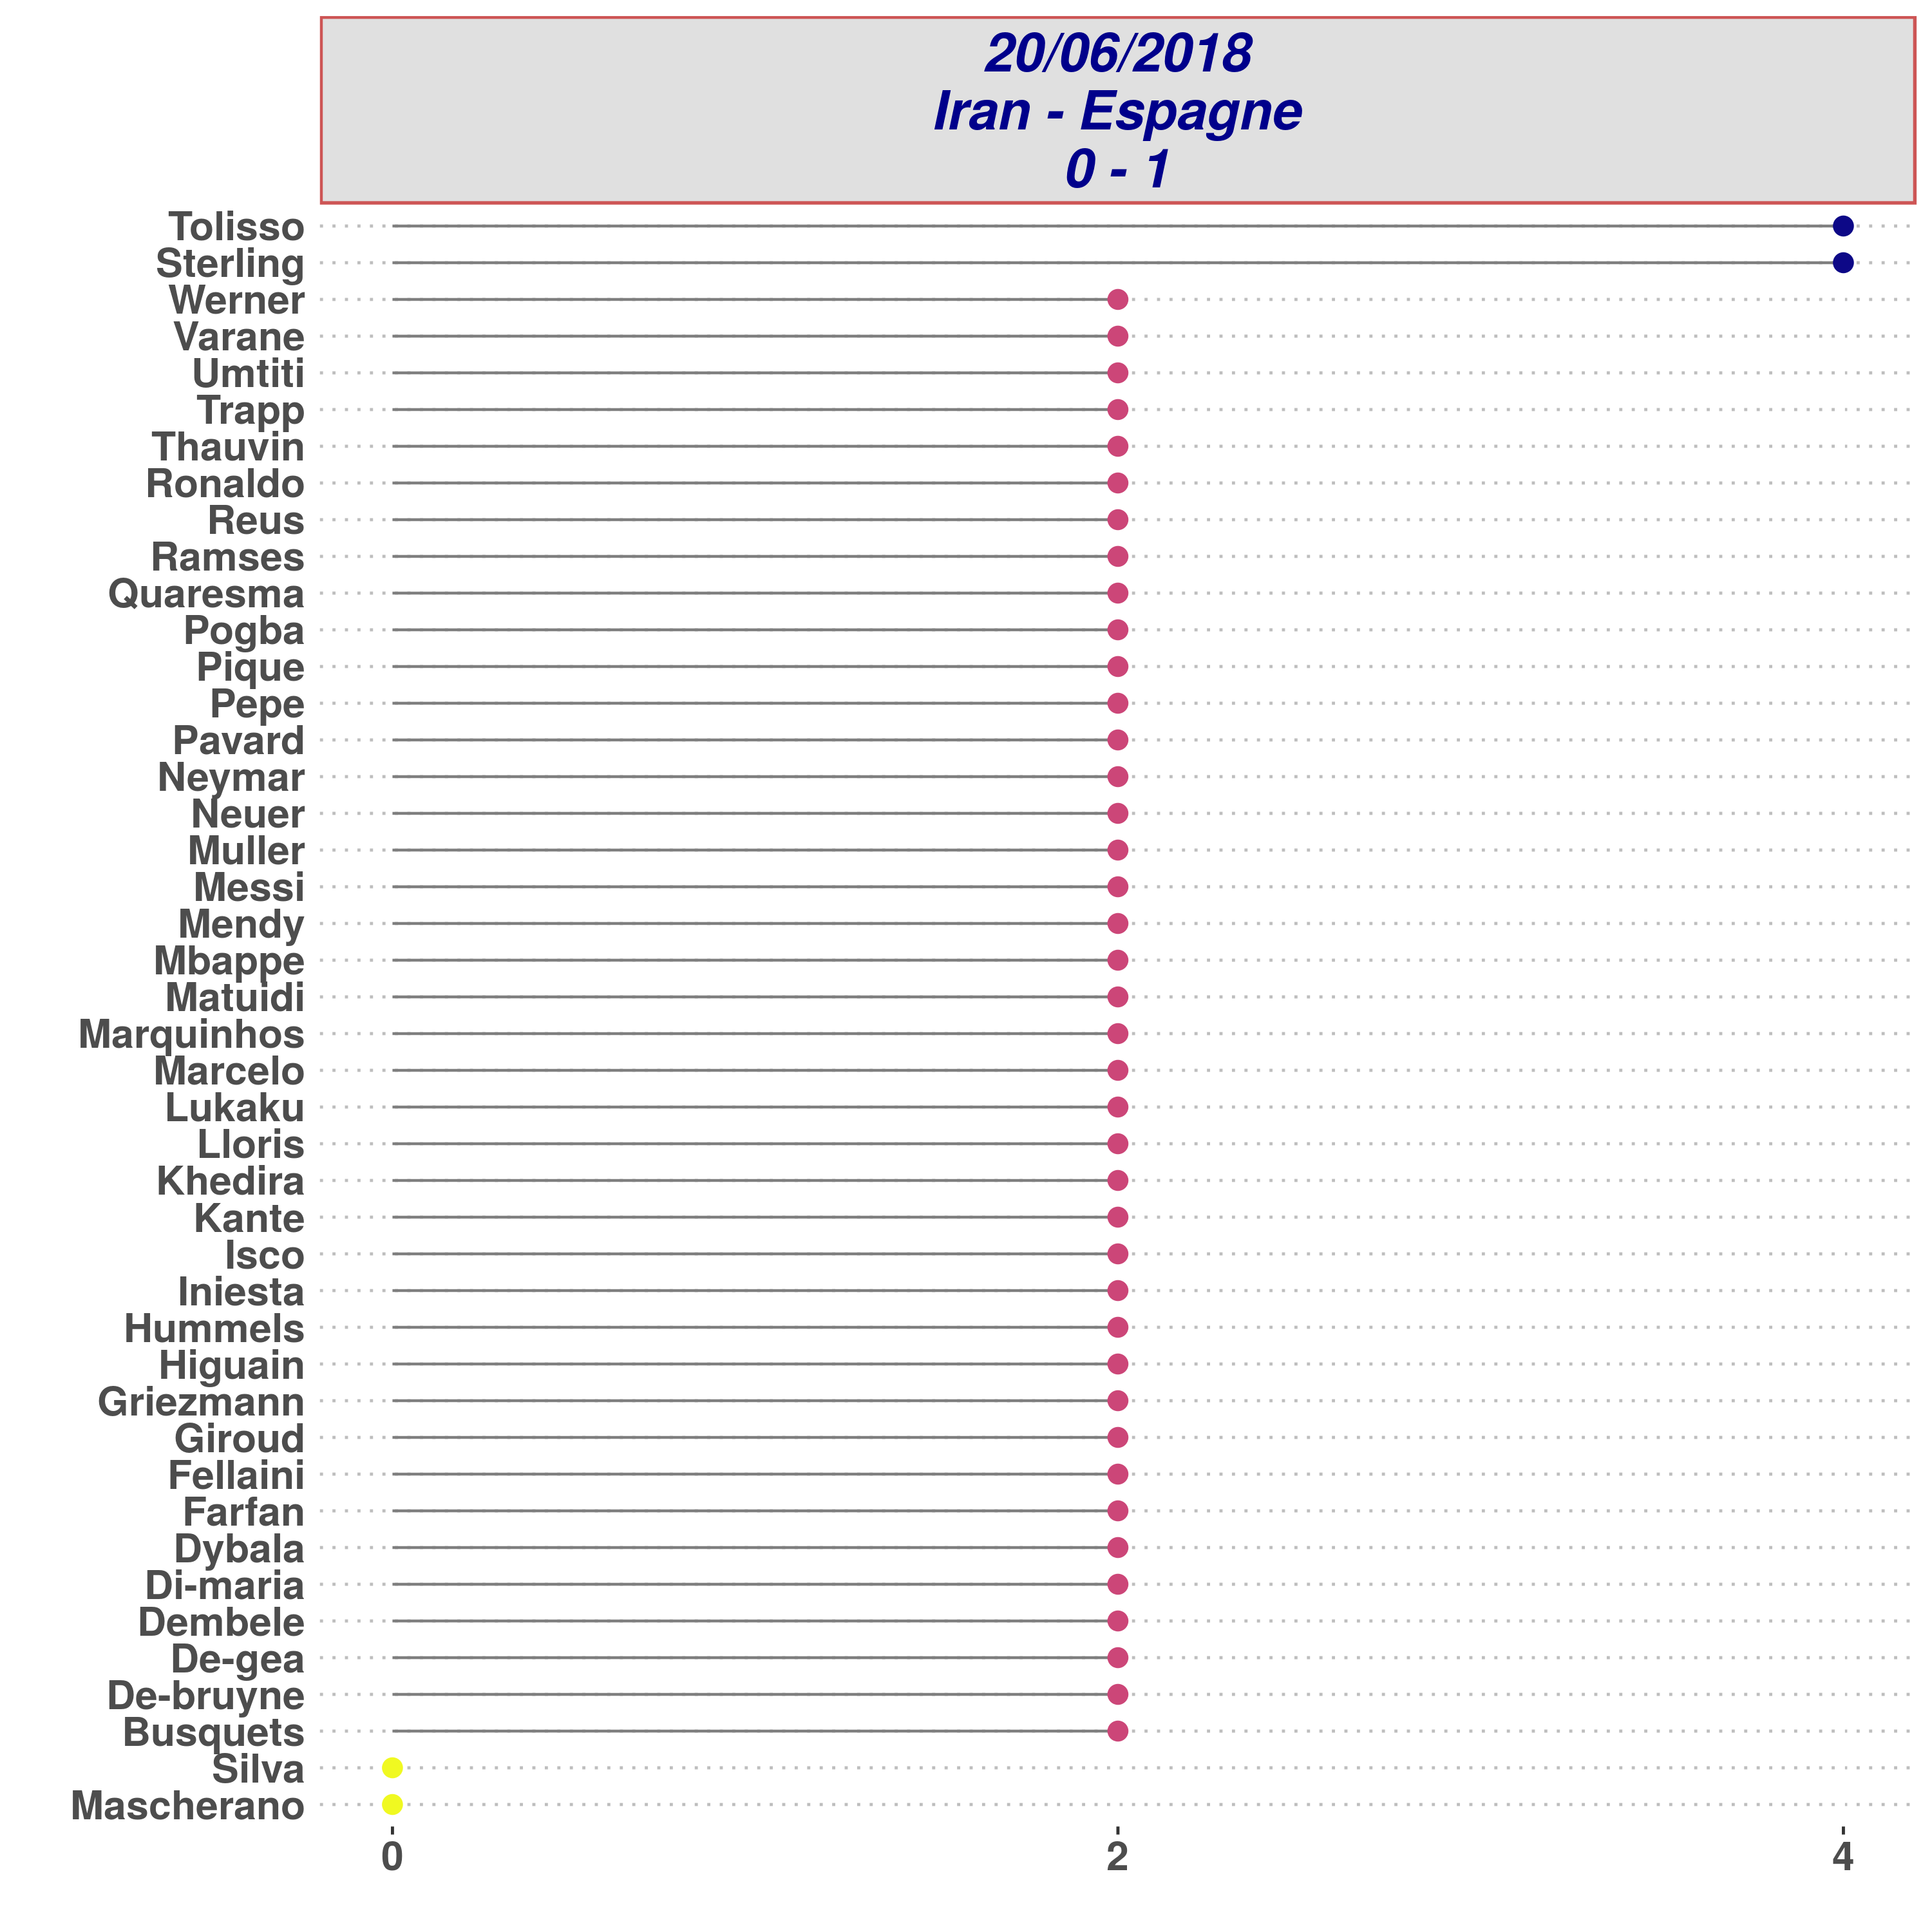 20/06/2018
Iran - Espagne
0 - 1
Tolisso
Sterling
Werner
Varane
Umtiti
Trapp
Thauvin
Ronaldo
Reus
Ramses
Quaresma
Pogba
Pique
Pepe
Pavard
Neymar
Neuer
Muller
Messi
Mendy
Mbappe
Matuidi
Marquinhos
Marcelo
Lukaku
Lloris
Khedira
Kante
Isco
Iniesta
Hummels
Higuain
Griezmann
Giroud
Fellaini
Farfan
Dybala
Di-maria
Dembele
De-gea
De-bruyne
Busquets
Silva
Mascherano
0 2 4